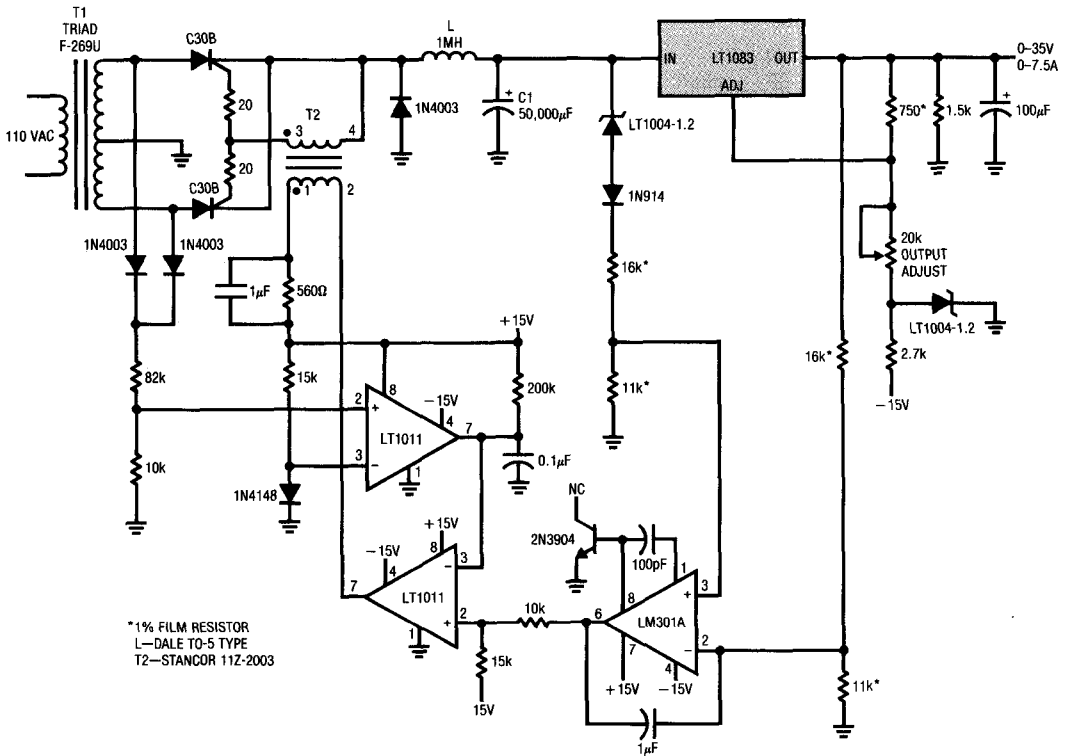 T1
TRIAD
F-269U
C30B
L
1MH
IN
LT1083
OUT
ADJ
0–35V
0–7.5A
110 VAC
20
T2
3
4
20
1
2
C30B
1N4003
+
C1
50,000µF
LT1004-1.2
750*
1.5k
+
100µF
1N914
1N4003
1N4003
16k*
20k
OUTPUT
ADJUST
1µF
560Ω
LT1004-1.2
+15V
16k*
2.7k
82k
15k
200k
11k*
–15V
8
–15V
2
+
4
7
LT1011
10k
3
–
1
0.1µF
1N4148
NC
+15V
2N3904
–15V
8
3
100pF
4
–
1
7
LT1011
8
+
3
1
+
2
10k
6
LM301A
2
–
7
4
15k
+15V
–15V
11k*
15V
1µF
*1% FILM RESISTOR
L—DALE TO-5 TYPE
T2—STANCOR 11Z-2003